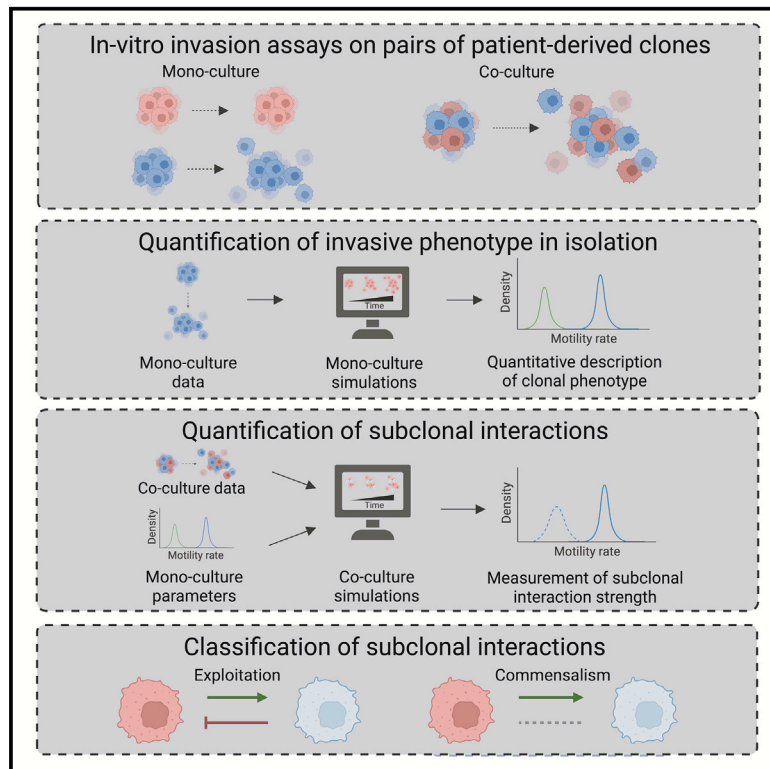 In-vitro invasion assays on pairs of patient-derived clones
Mono-culture
Co-culture
Quantification of invasive phenotype in isolation
Time
Density
Motility rate
Mono-culture
data
Mono-culture
simulations
Quantitative description
of clonal phenotype
Quantification of subclonal interactions
Co-culture data
Density
Motility rate
Mono-culture
parameters
Time
Co-culture
simulations
Density
Motility rate
Measurement of subclonal
interaction strength
Classification of subclonal interactions
Exploitation
Commensalism